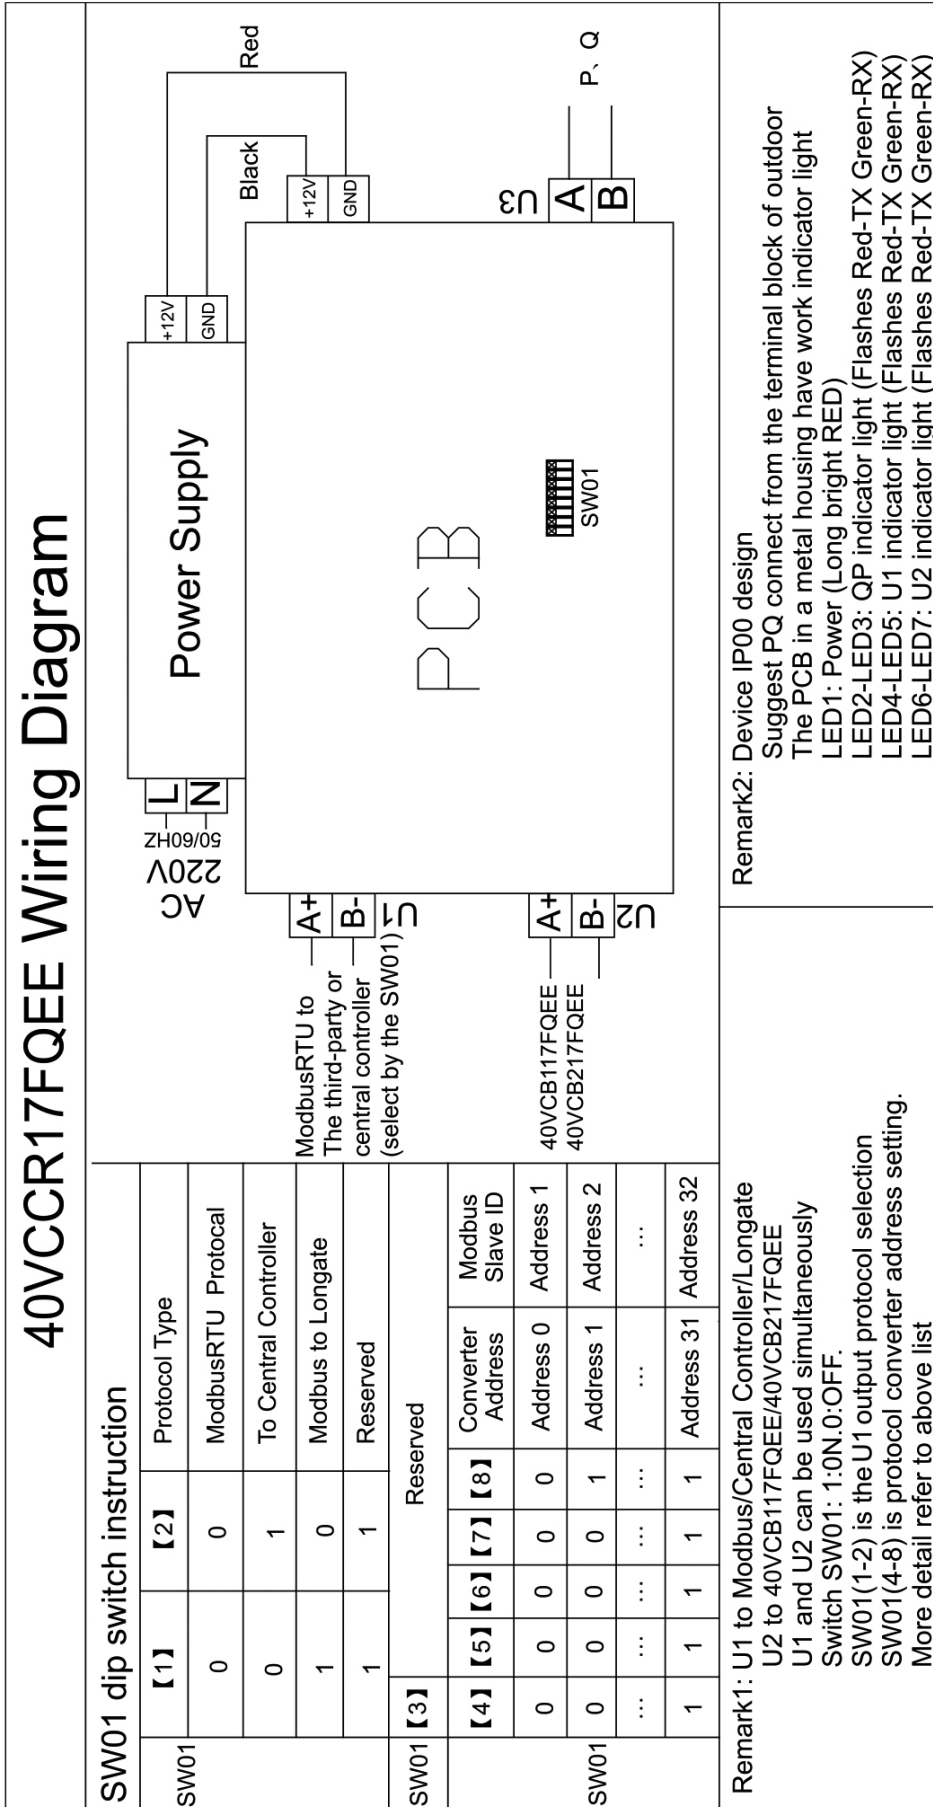 40VCCR17FQEE Wiring Diagram
SW01 dip switch instruction
SW01
【1】 【2】 Protocol Type
0 0 ModbusRTU Protocal
0 1 To Central Controller
1 0 Modbus to Longate
1 1 Reserved
SW01 【3】 Reserved
SW01
【4】 【5】 【6】 【7】 【8】 Converter Address Modbus Slave ID
0 0 0 0 0 Address 0 Address 1
0 0 0 0 1 Address 1 Address 2
... ... ... ... ... ... ...
1 1 1 1 1 Address 31 Address 32
AC
220V
50/60HZ
L
N
Power Supply
+12V
GND
Red
Black
+12V
GND
ModbusRTU to
The third-party or
central controller
(select by the SW01)
A+
B-
U1
40VCB117FQEE
40VCB217FQEE
A+
B-
U2
PCB
SW01
U3
A
B
P、Q
Remark1: U1 to Modbus/Central Controller/Longate
U2 to 40VCB117FQEE/40VCB217FQEE
U1 and U2 can be used simultaneously
Switch SW01: 1:0N.0:OFF.
SW01(1-2) is the U1 output protocol selection
SW01(4-8) is protocol converter address setting.
More detail refer to above list
Remark2: Device IP00 design
Suggest PQ connect from the terminal block of outdoor
The PCB in a metal housing have work indicator light
LED1: Power (Long bright RED)
LED2-LED3: QP indicator light (Flashes Red-TX Green-RX)
LED4-LED5: U1 indicator light (Flashes Red-TX Green-RX)
LED6-LED7: U2 indicator light (Flashes Red-TX Green-RX)